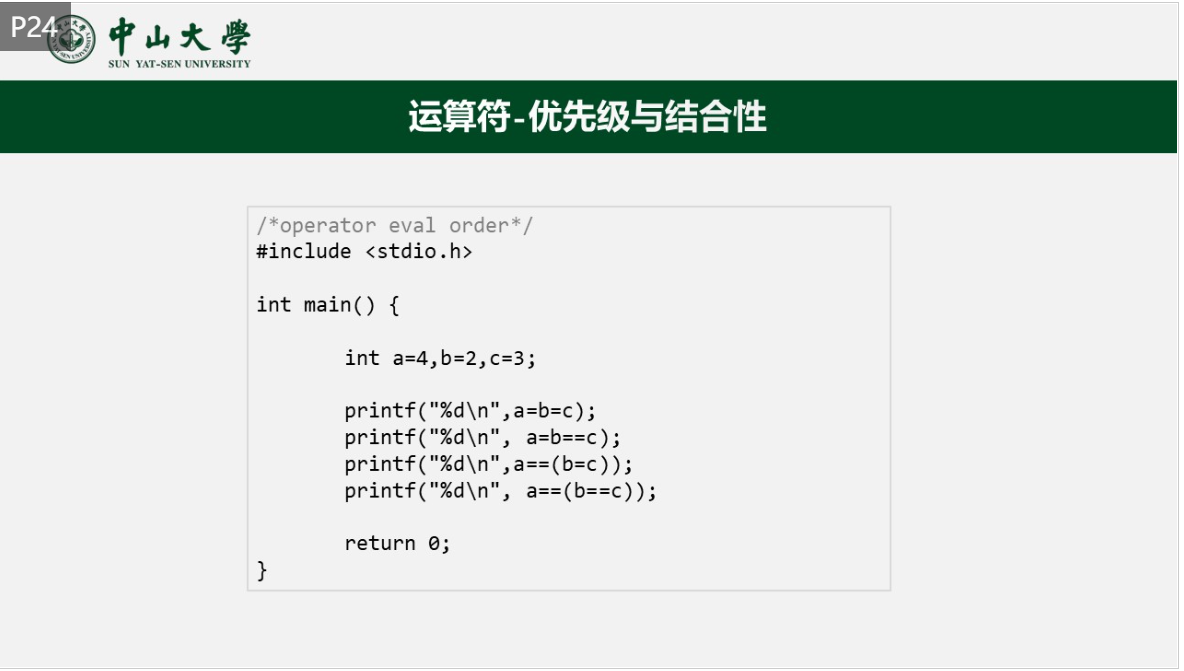 P24
中山大學
SUN YAT-SEN UNIVERSITY
运算符-优先级与结合性
/*operator eval order*/
#include <stdio.h>
int main() {
int a=4,b=2,c=3;
printf("%d\n",a=b=c);
printf("%d\n", a=b==c);
printf("%d\n",a==(b=c));
printf("%d\n", a==(b==c));
return 0;
}